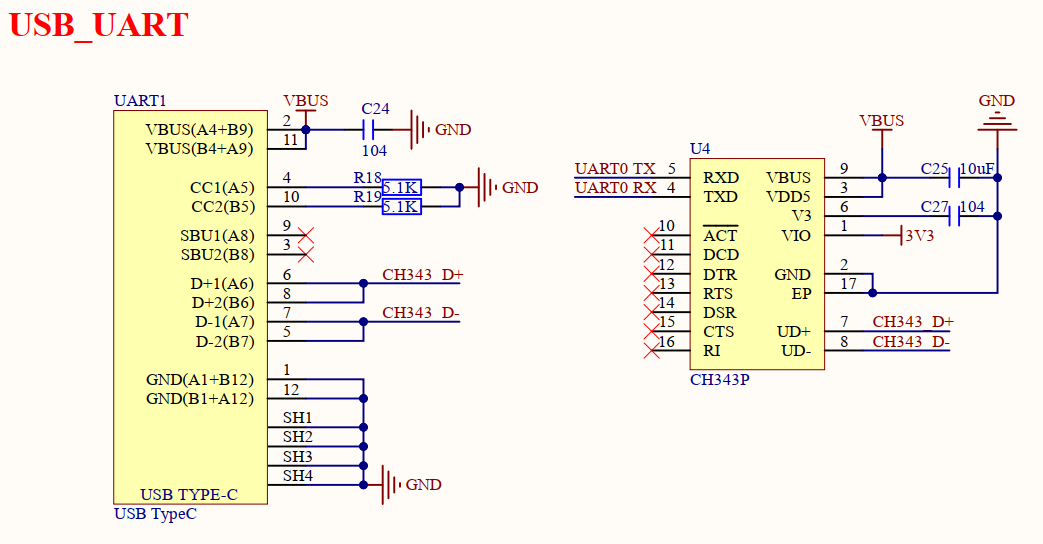 USB_UART
UART1
VBUS
C24
VBUS(A4+B9) 2
GND
VBUS(B4+A9) 11
104
CC1(A5) 4 R18 5.1K
GND
CC2(B5) 10 R19 5.1K
SBU1(A8) 9
SBU2(B8) 3
D+1(A6) 6 CH343_D+
D+2(B6) 8
D-1(A7) 7 CH343_D-
D-2(B7) 5
GND(A1+B12) 1
GND(B1+A12) 12
SH1
SH2
SH3
SH4 GND
USB TYPE-C
USB TypeC
GND
VBUS
U4
UART0 TX 5 RXD VBUS 9 C25 10uF
UART0 RX 4 TXD VDD5 3
V3 6 C27 104
10 ACT VIO 1 3V3
11 DCD
12 DTR GND 2
13 RTS EP 17
14 DSR
15 CTS UD+ 7 CH343_D+
16 RI UD- 8 CH343_D-
CH343P